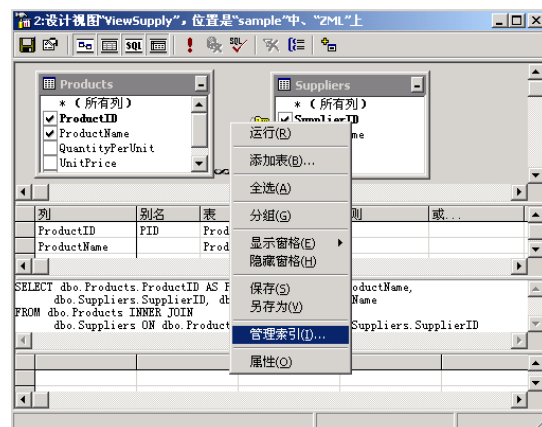 2:设计视图"ViewSupply",位置是"sample"中、"ZML"上
SQL
Products
* (所有列)
ProductID
ProductName
QuantityPerUnit
UnitPrice
Suppliers
* (所有列)
SupplierID
运行(R)
添加表(B)...
全选(A)
分组(G)
显示窗格(E)
隐藏窗格(H)
保存(S)
另存为(V)
管理索引(I)...
属性(O)
列 别名 表 则 或...
ProductID PID Prod
ProductName Prod
SELECT dbo.Products.ProductID AS P oductName,
dbo.Suppliers.SupplierID, db Name
FROM dbo.Products INNER JOIN
dbo.Suppliers ON dbo.Product Suppliers.SupplierID